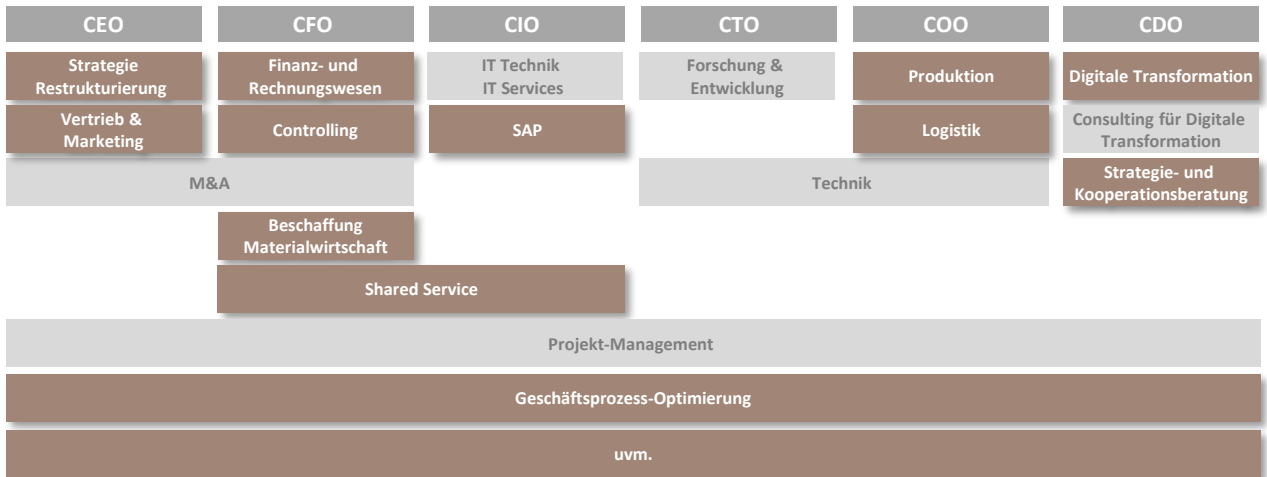 CEO
CFO
CIO
CTO
COO
CDO
Strategie
Restrukturierung
Finanz- und
Rechnungswesen
IT Technik
IT Services
Forschung &
Entwicklung
Produktion
Digitale Transformation
Vertrieb &
Marketing
Controlling
SAP
Logistik
Consulting für Digitale
Transformation
M&A
Technik
Strategie- und
Kooperationsberatung
Beschaffung
Materialwirtschaft
Shared Service
Projekt-Management
Geschäftsprozess-Optimierung
uvm.